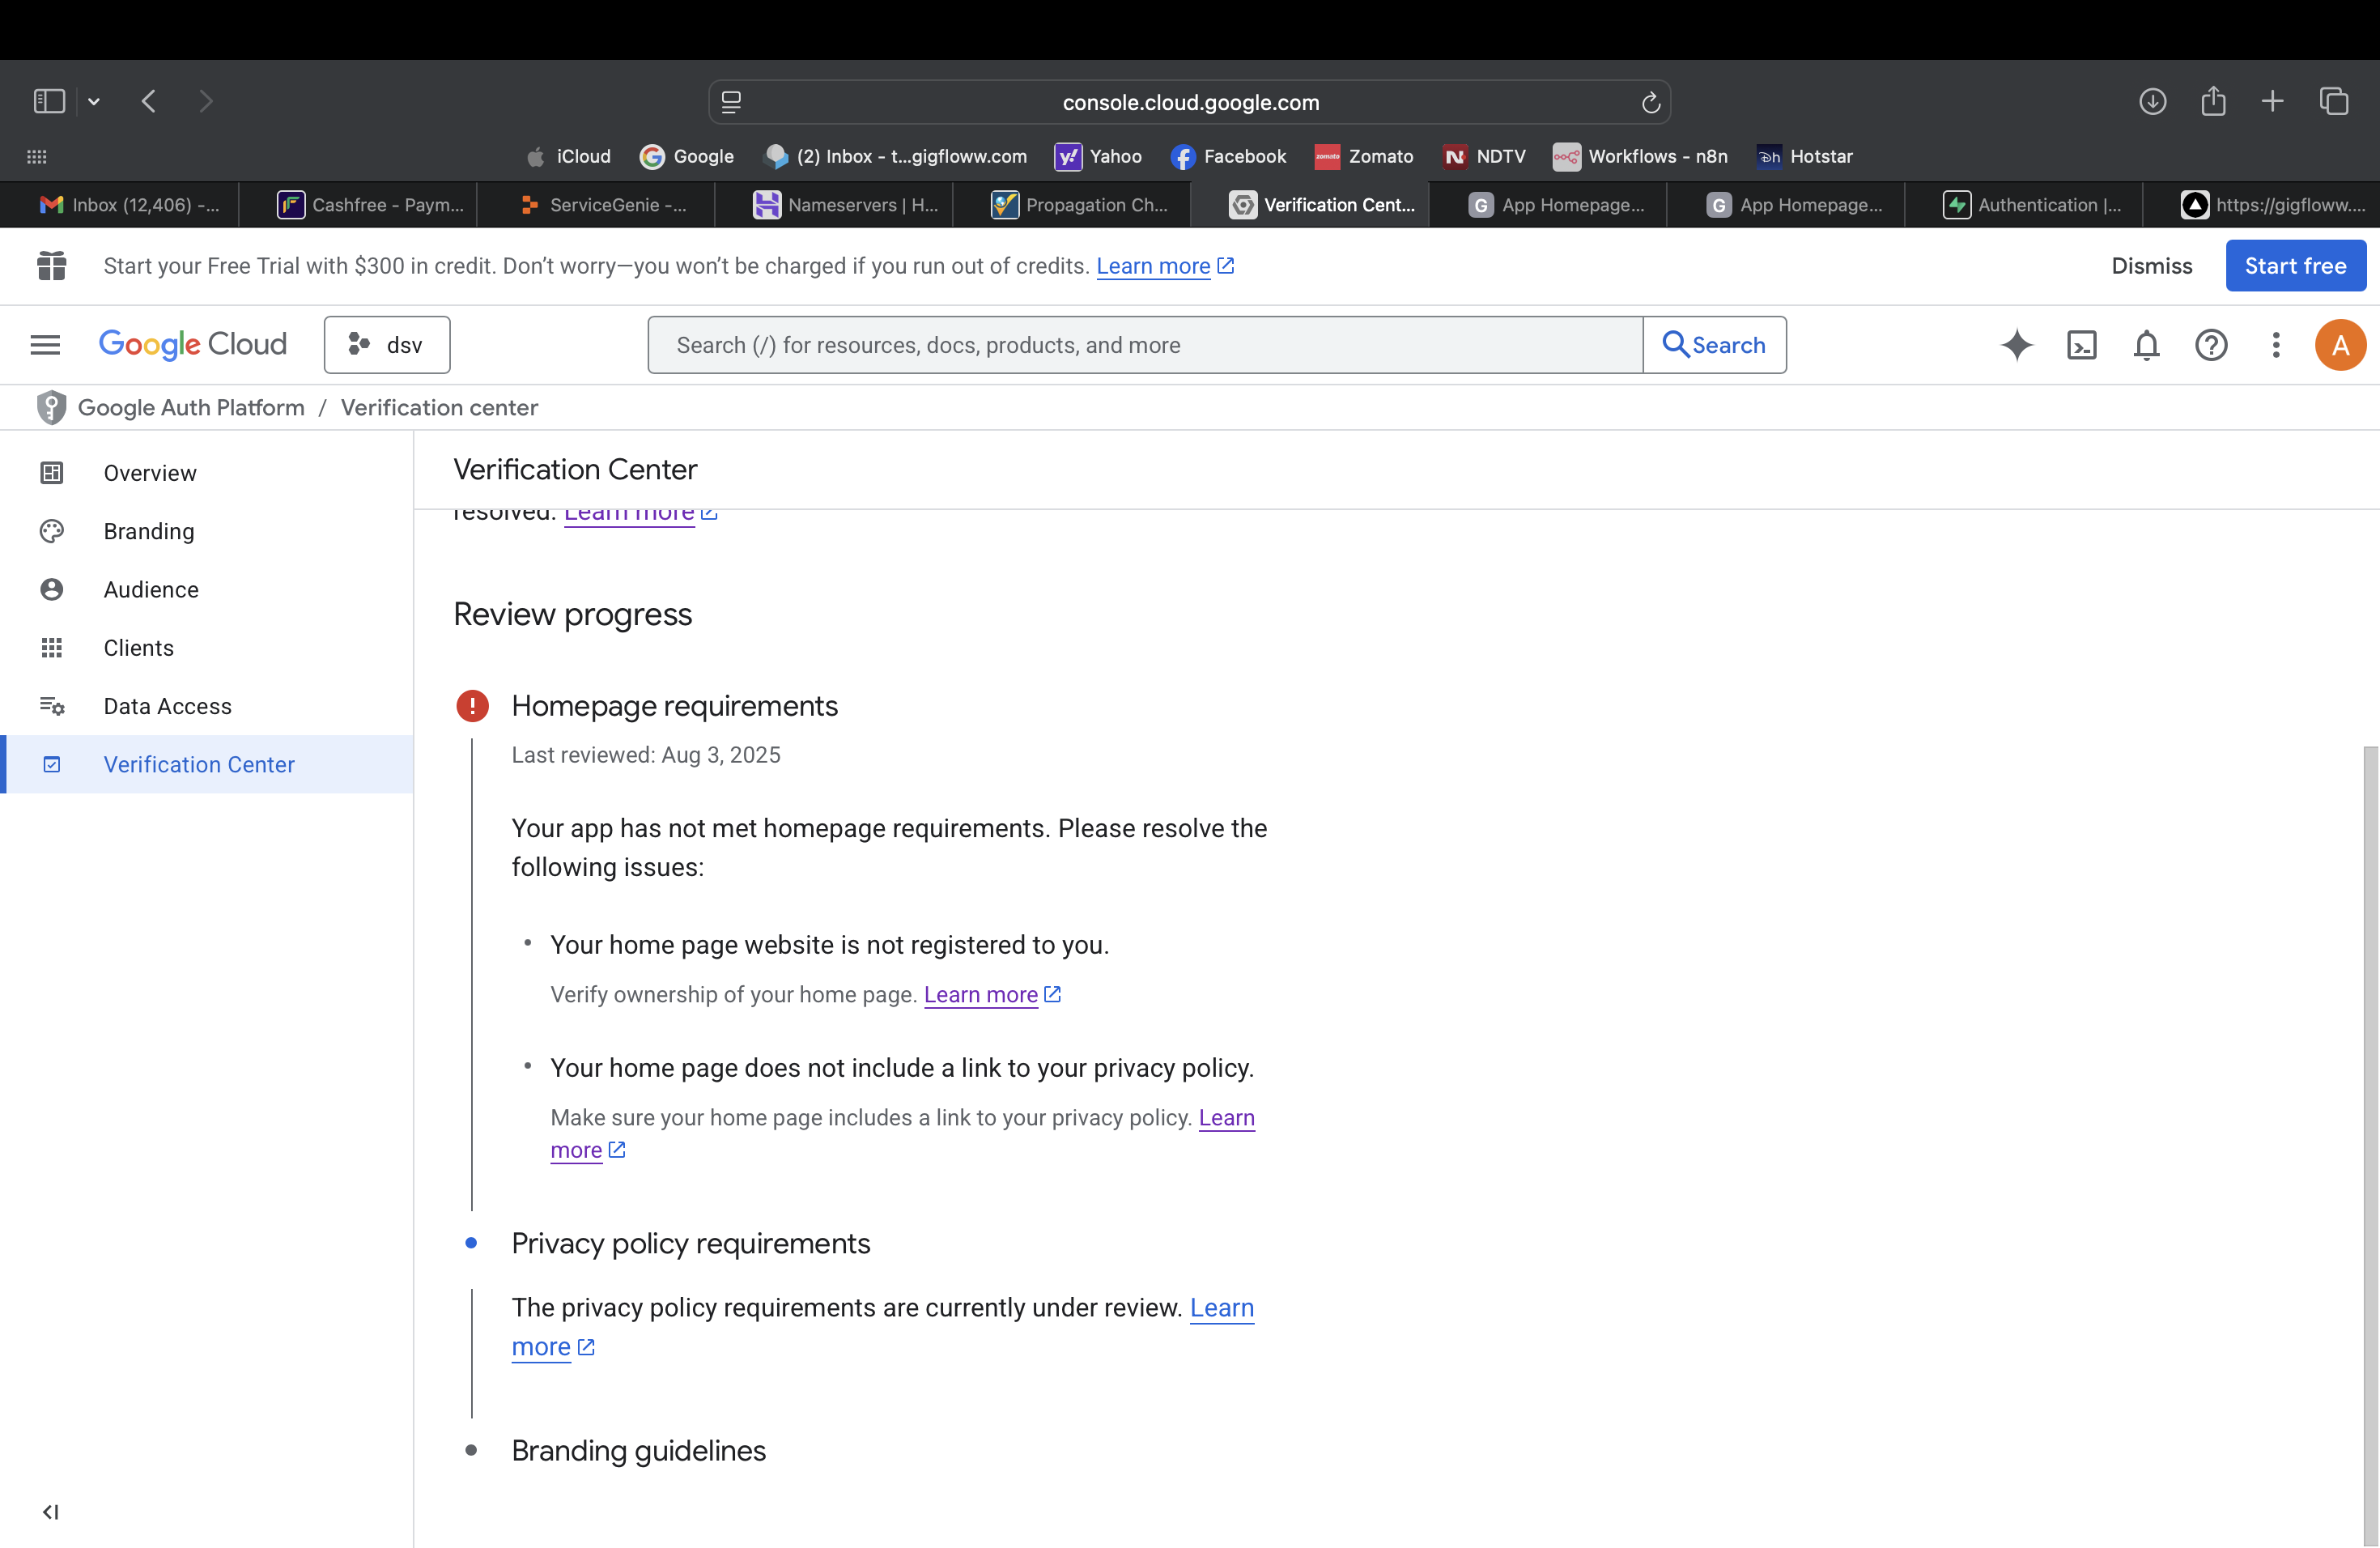 console.cloud.google.com
iCloud
Google
(2) Inbox - t...gigfloww.com
Yahoo
Facebook
Zomato
NDTV
Workflows - n8n
Hotstar
Inbox (12,406) -...
Cashfree - Paym...
ServiceGenie -...
Nameservers | H...
Propagation Ch...
Verification Cent...
App Homepage...
App Homepage...
Authentication |...
https://gigfloww....
Start your Free Trial with $300 in credit. Don’t worry—you won’t be charged if you run out of credits. Learn more
Dismiss
Start free
Google Cloud
dsv
Search (/) for resources, docs, products, and more
Search
A
Google Auth Platform / Verification center
Overview
Branding
Audience
Clients
Data Access
Verification Center
Verification Center
resolved. Learn more
Review progress
Homepage requirements
Last reviewed: Aug 3, 2025
Your app has not met homepage requirements. Please resolve the
following issues:
• Your home page website is not registered to you.
Verify ownership of your home page. Learn more
• Your home page does not include a link to your privacy policy.
Make sure your home page includes a link to your privacy policy. Learn
more
Privacy policy requirements
The privacy policy requirements are currently under review. Learn
more
Branding guidelines